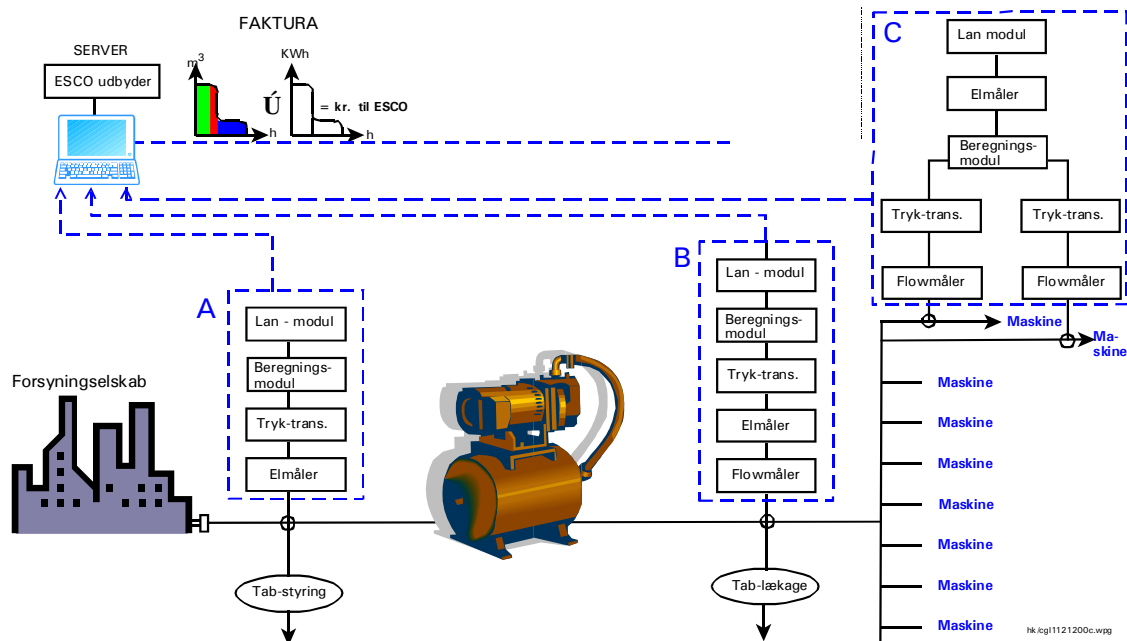 FAKTURA
SERVER
ESCO udbyder
m3
h
Ú
KWh
= kr. til ESCO
h
C
Lan modul
Elmåler
Beregnings-
modul
Tryk-trans.
Tryk-trans.
Flowmåler
Flowmåler
Maskine
Ma-
skine
B
Lan - modul
Beregnings-
modul
Tryk-trans.
Elmåler
Flowmåler
A
Lan - modul
Beregnings-
modul
Tryk-trans.
Elmåler
Forsyningselskab
Maskine
Maskine
Maskine
Maskine
Maskine
Maskine
Maskine
Tab-styring
Tab-lækage
hk/cgl1121200c.wpg